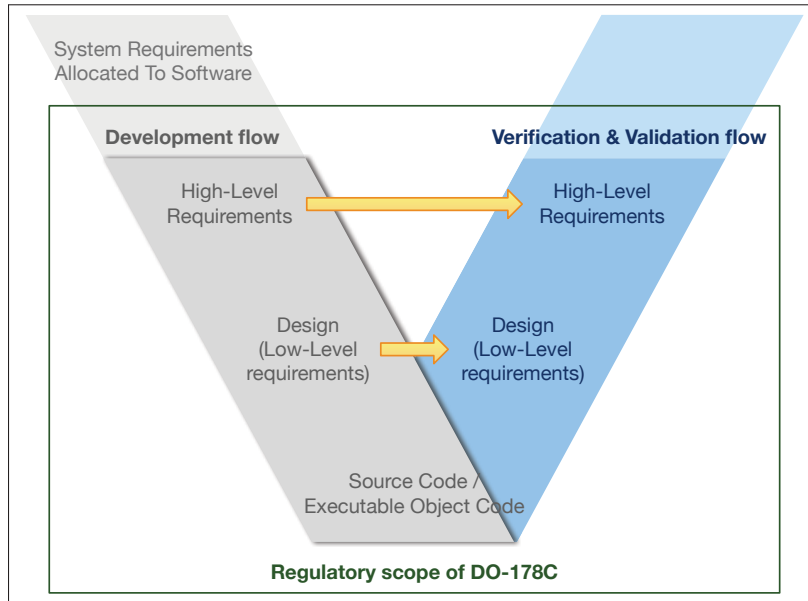 System Requirements
Allocated To Software
Development flow
Verification & Validation flow
High-Level
Requirements
High-Level
Requirements
Design
(Low-Level
requirements)
Design
(Low-Level
requirements)
Source Code /
Executable Object Code
Regulatory scope of DO-178C